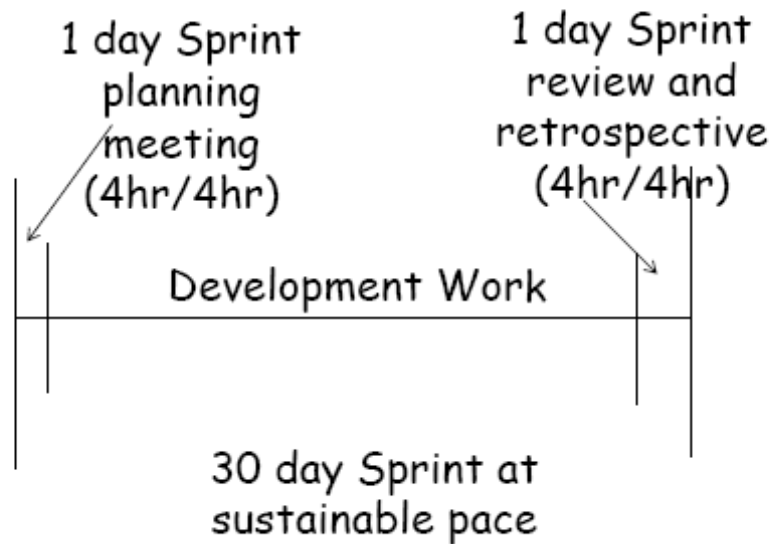 1 day Sprint
planning
meeting
(4hr/4hr)
1 day Sprint
review and
retrospective
(4hr/4hr)
Development Work
30 day Sprint at
sustainable pace